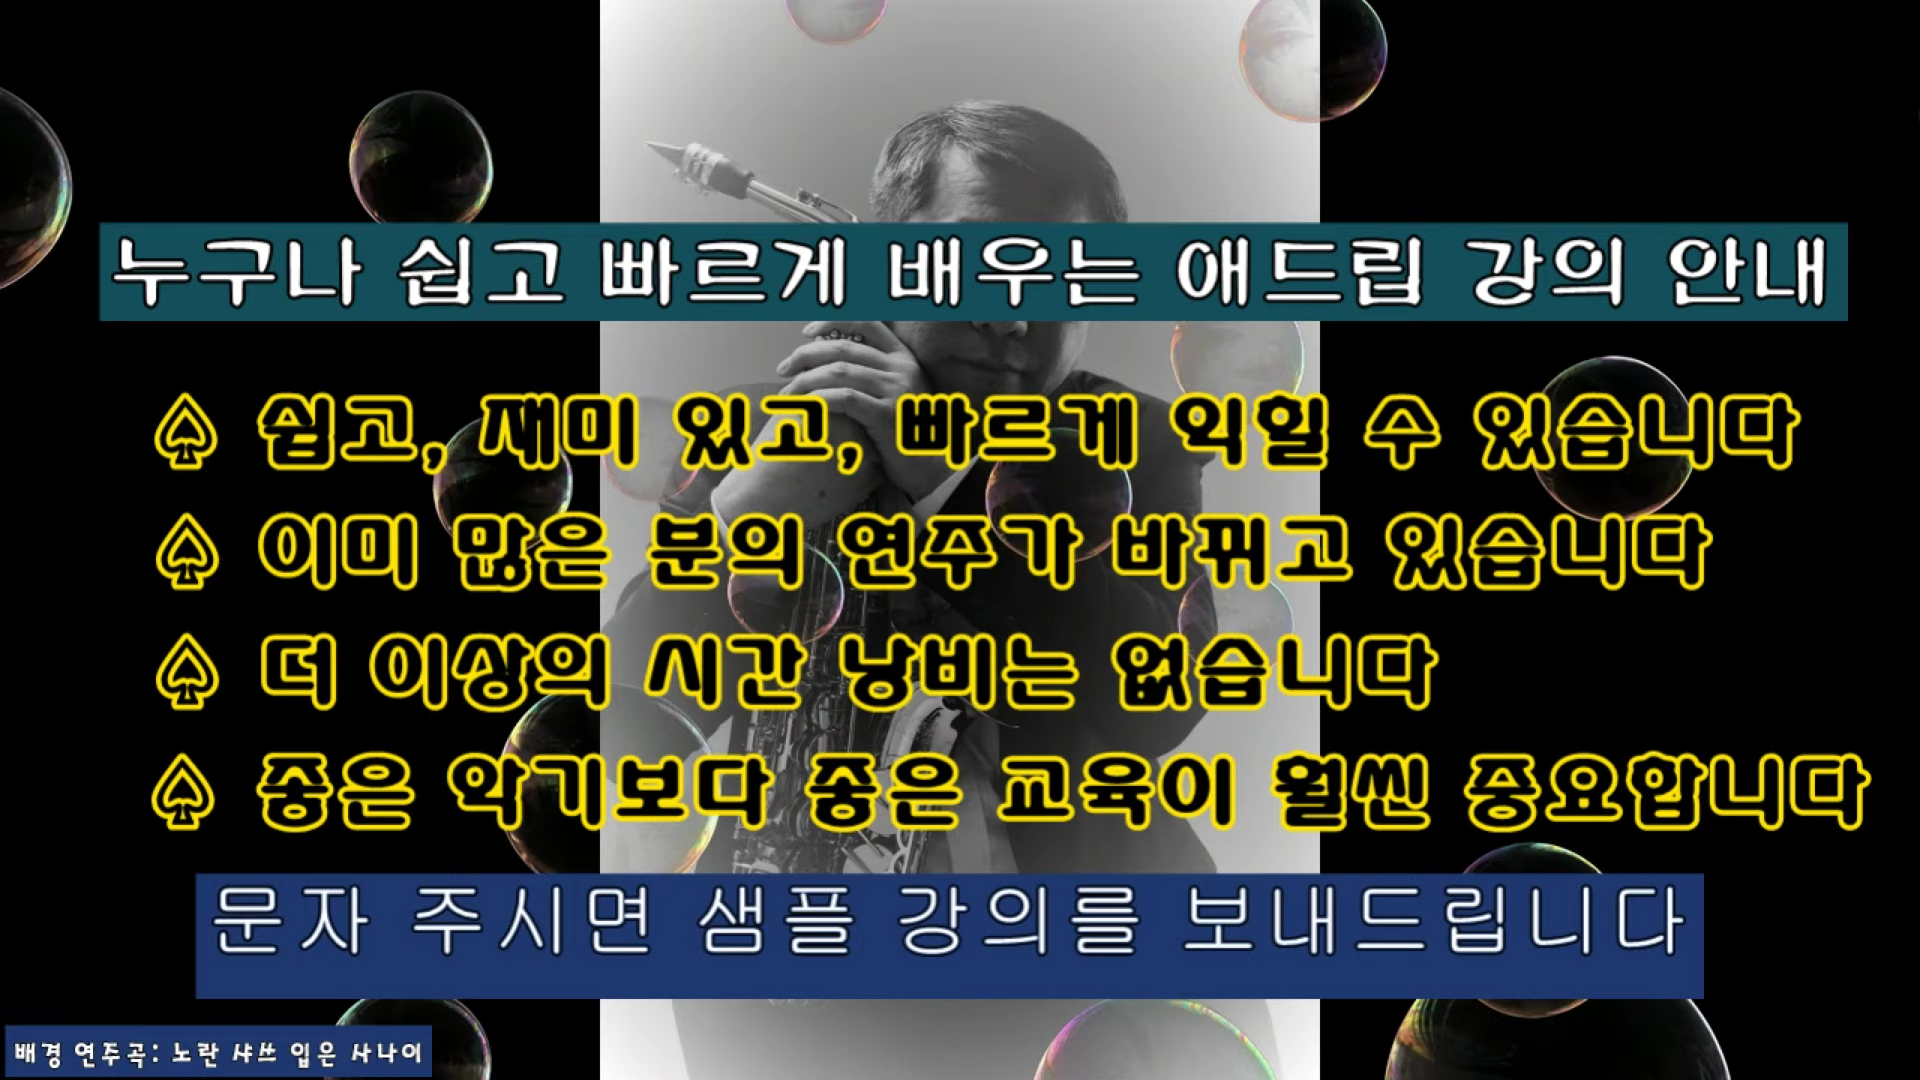 누구나 쉽고 빠르게 배우는 애드립 강의 안내
♤ 쉽고, 재미 있고, 빠르게 익힐 수 있습니다
♤ 이미 많은 분의 연주가 바뀌고 있습니다
♤ 더 이상의 시간 낭비는 없습니다
♤ 좋은 악기보다 좋은 교육이 훨씬 중요합니다
문자 주시면 샘플 강의를 보내드립니다
배경 연주곡: 노란 샤쓰 입은 사나이